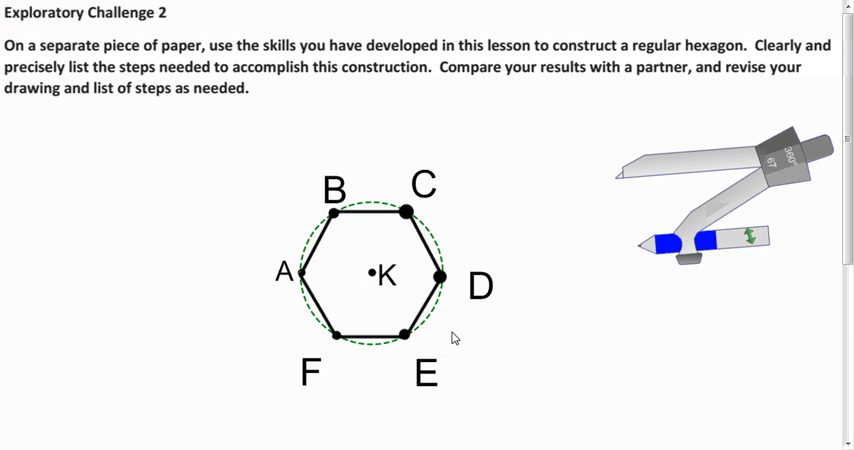 Exploratory Challenge 2
On a separate piece of paper, use the skills you have developed in this lesson to construct a regular hexagon. Clearly and
precisely list the steps needed to accomplish this construction. Compare your results with a partner, and revise your
drawing and list of steps as needed.
360°
67
B
C
A
K
D
F
E